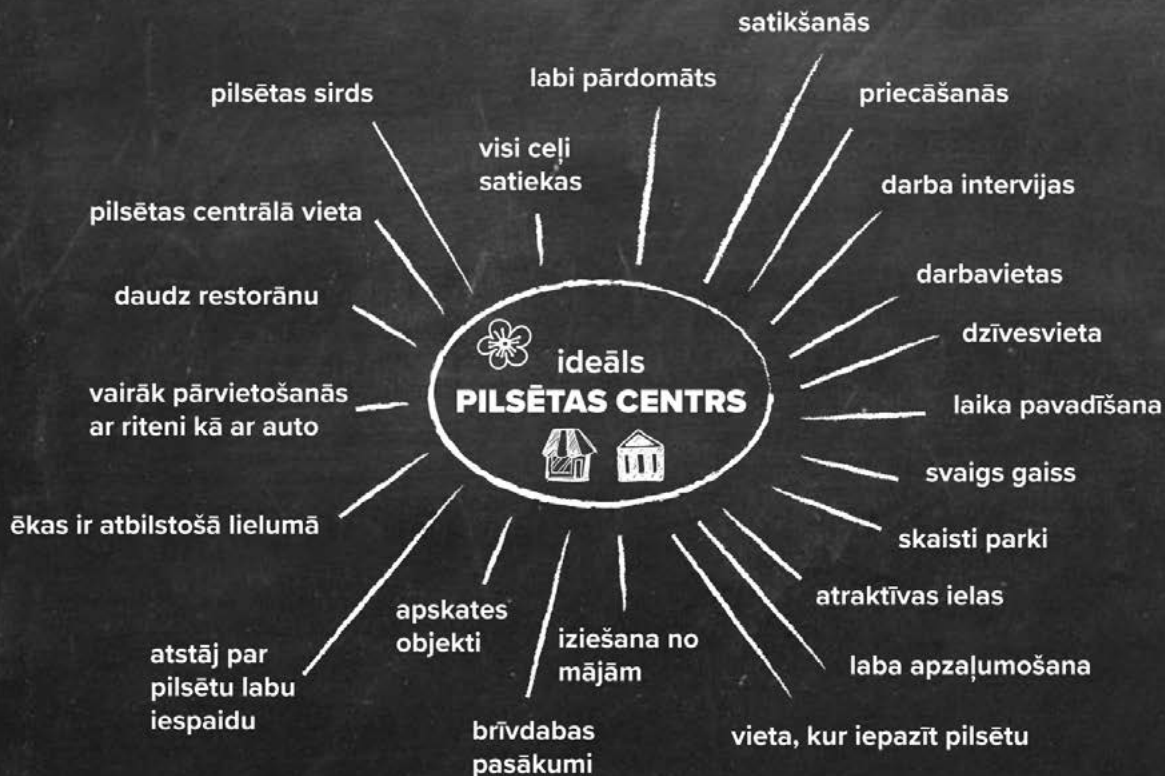 satikšanās
labi pārdomāts
pilsētas sirds
priecāšanās
visi ceļi
satiekas
darba intervijas
pilsētas centrālā vieta
darbavietas
daudz restorānu
dzīvesvieta
ideāls
PILSĒTAS CENTRS
vairāk pārvietošanās
ar riteni kā ar auto
laika pavadīšana
svaigs gaiss
ēkas ir atbilstošā lielumā
skaisti parki
atraktīvas ielas
apskates
objekti
iziešana no
mājām
atstāj par
pilsētu labu
iespaidu
laba apzaļumošana
brīvdabas
pasākumi
vieta, kur iepazīt pilsētu